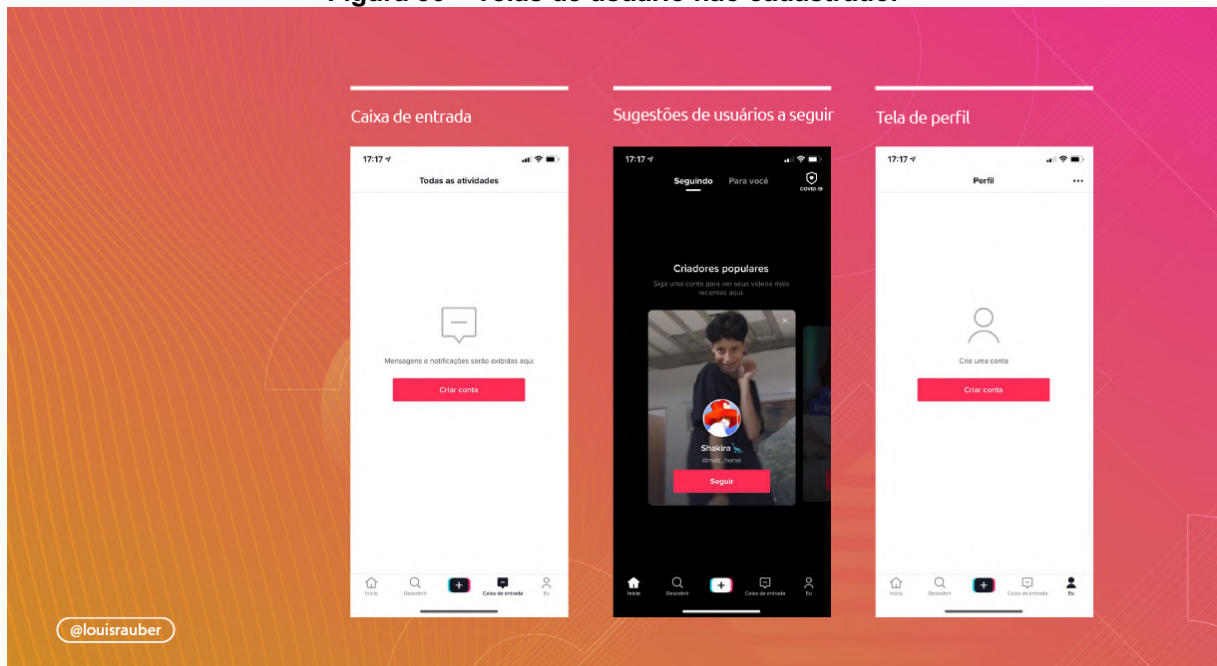 Caixa de entrada
17:17
Todas as atividades
Mensagens e notificações serão exibidas aqui
Criar conta
Início Descobrir Caixa de entrada Eu
Sugestões de usuários a seguir
17:17
Seguindo Para você
COVID-19
Criadores populares
Siga uma conta para ver seus vídeos mais
recentes aqui.
Shakira
@mob_horse
Seguir
Início Descobrir Caixa de entrada Eu
Tela de perfil
17:17
Perfil
Crie uma conta
Criar conta
Início Descobrir Caixa de entrada Eu
@louisrauber